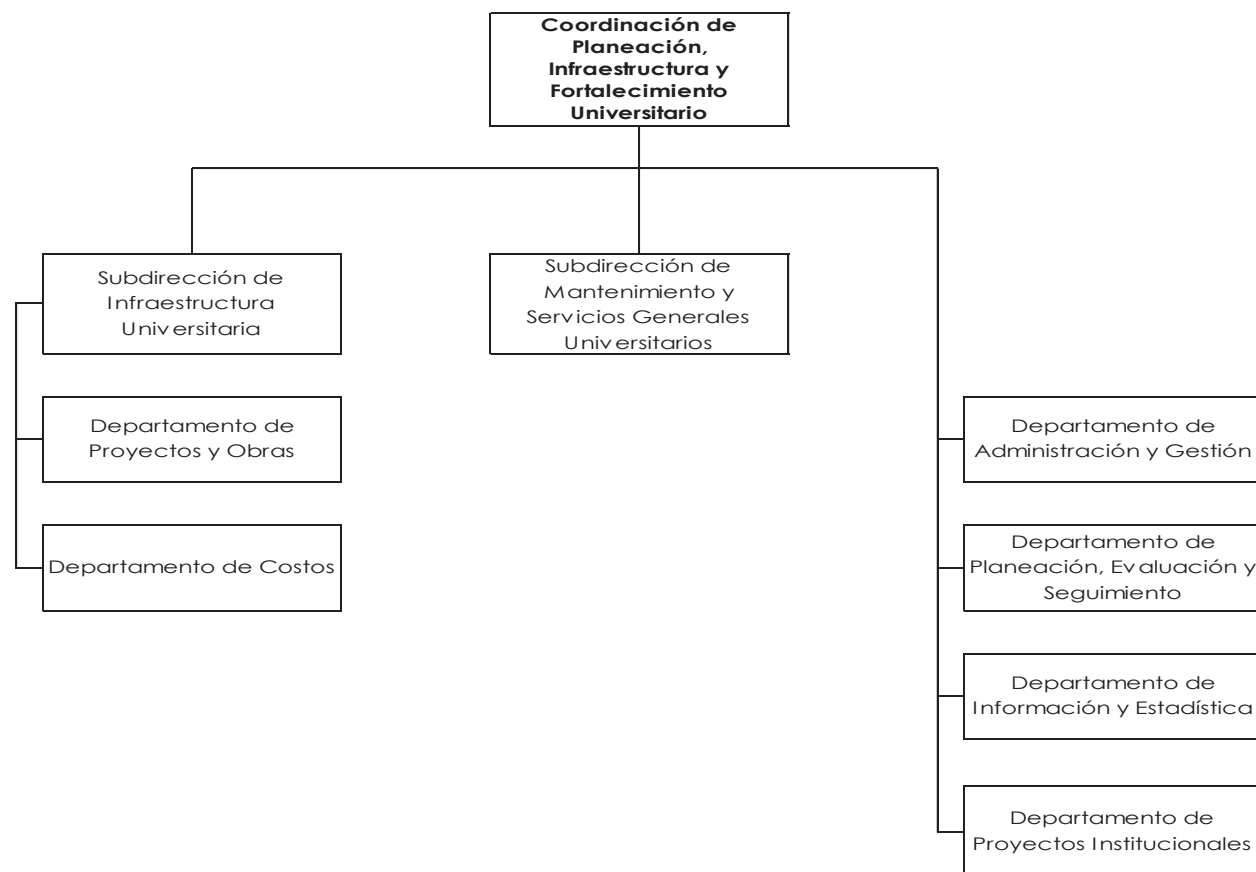 Coordinación de
Planeación,
Infraestructura y
Fortalecimiento
Universitario
Subdirección de
Infraestructura
Universitaria
Subdirección de
Mantenimiento y
Servicios Generales
Universitarios
Departamento de
Proyectos y Obras
Departamento de
Administración y Gestión
Departamento de Costos
Departamento de
Planeación, Evaluación y
Seguimiento
Departamento de
Información y Estadística
Departamento de
Proyectos Institucionales